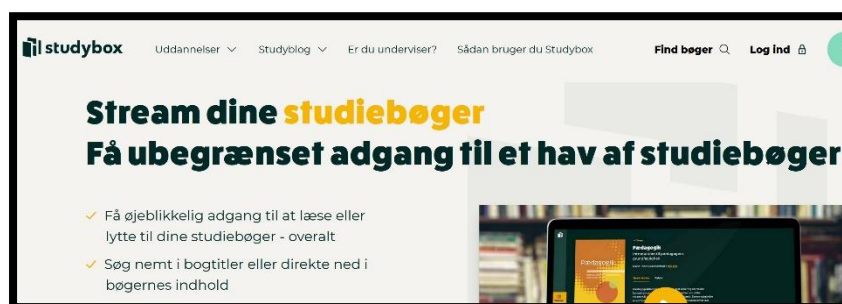 studybox
Uddannelser
Studyblog
Er du underviser?
Sådan bruger du Studybox
Find bøger
Log ind
Stream dine studiebøger
Få ubegrænset adgang til et hav af studiebøger
Få øjeblikkelig adgang til at læse eller
lytte til dine studiebøger - overalt
Søg nemt i bogtitler eller direkte ned i
bøgernes indhold
Pædagogik
Pædagogik